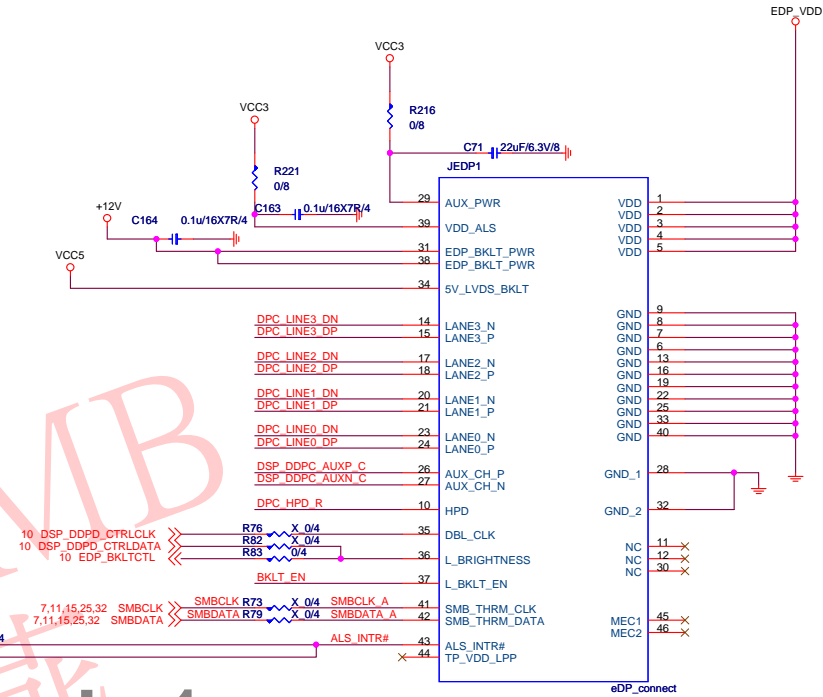 EDP_VDD
VCC3
VCC3
R216
0/8
C71 22uF/6.3V/8
JEDP1
R221
0/8
+12V
C164 0.1u/16X7R/4
C163 0.1u/16X7R/4
VCC5
29 AUX_PWR
39 VDD_ALS
31 EDP_BKLT_PWR
38 EDP_BKLT_PWR
34 5V_LVDS_BKLT
DPC_LINE3_DN 14 LANE3_N
DPC_LINE3_DP 15 LANE3_P
DPC_LINE2_DN 17 LANE2_N
DPC_LINE2_DP 18 LANE2_P
DPC_LINE1_DN 20 LANE1_N
DPC_LINE1_DP 21 LANE1_P
DPC_LINE0_DN 23 LANE0_N
DPC_LINE0_DP 24 LANE0_P
DSP_DDPC_AUXP_C 26 AUX_CH_P
DSP_DDPC_AUXN_C 27 AUX_CH_N
DPC_HPD_R 10 HPD
10 DSP_DDPD_CTRLCLK R76 X_0/4 35 DBL_CLK
10 DSP_DDPD_CTRLDATA R82 X_0/4
10 EDP_BKLTCTL R83 0/4 36 L_BRIGHTNESS
BKLT_EN 37 L_BKLT_EN
7,11,15,25,32 SMBCLK SMBCLK R73 X_0/4 SMBCLK_A 41 SMB_THRM_CLK
7,11,15,25,32 SMBDATA SMBDATA R79 X_0/4 SMBDATA_A 42 SMB_THRM_DATA
4 ALS_INTR# 43 ALS_INTR#
44 TP_VDD_LPP
VDD 1
VDD 2
VDD 3
VDD 4
VDD 5
GND 9
GND 8
GND 7
GND 6
GND 13
GND 16
GND 19
GND 22
GND 25
GND 33
GND 40
GND_1 28
GND_2 32
NC 11
NC 12
NC 30
MEC1 45
MEC2 46
eDP_connect
MB